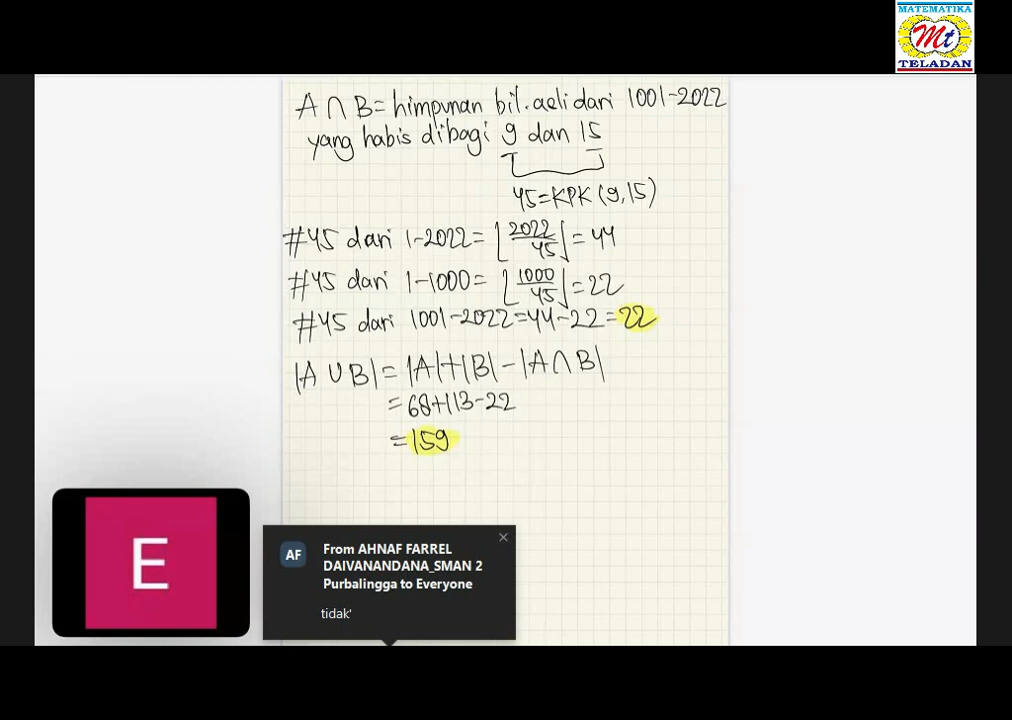 MATEMATIKA
Mt
TELADAN
A ∩ B = himpunan bil. aeli dari 1001-2022
yang habis dibagi 9 dan 15
45=KPK (9,15)
#45 dari 1-2022= ⌊2022/45⌋ = 44
#45 dari 1-1000= ⌊1000/45⌋ = 22
#45 dari 1001-2022=44-22=22
|A ∪ B| = |A|+|B| - |A ∩ B|
= 68+113-22
= 159
E
AF
From AHNAF FARREL
DAIVANANDANA_SMAN 2
Purbalingga to Everyone
tidak'